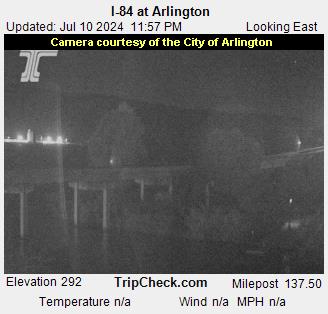 I-84 at Arlington
Updated: Jul 10 2024 11:57 PM Looking East
Camera courtesy of the City of Arlington
Elevation 292 TripCheck.com Milepost 137.50
Temperature n/a Wind n/a MPH n/a